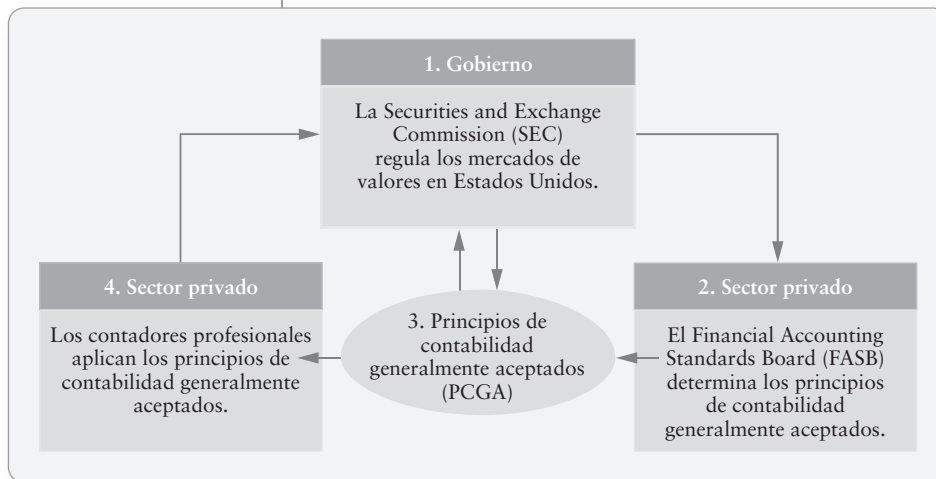 1. Gobierno
La Securities and Exchange
Commission (SEC)
regula los mercados de
valores en Estados Unidos.
4. Sector privado
Los contadores profesionales
aplican los principios de
contabilidad generalmente
aceptados.
3. Principios de
contabilidad
generalmente aceptados
(PCGA)
2. Sector privado
El Financial Accounting
Standards Board (FASB)
determina los principios
de contabilidad
generalmente aceptados.